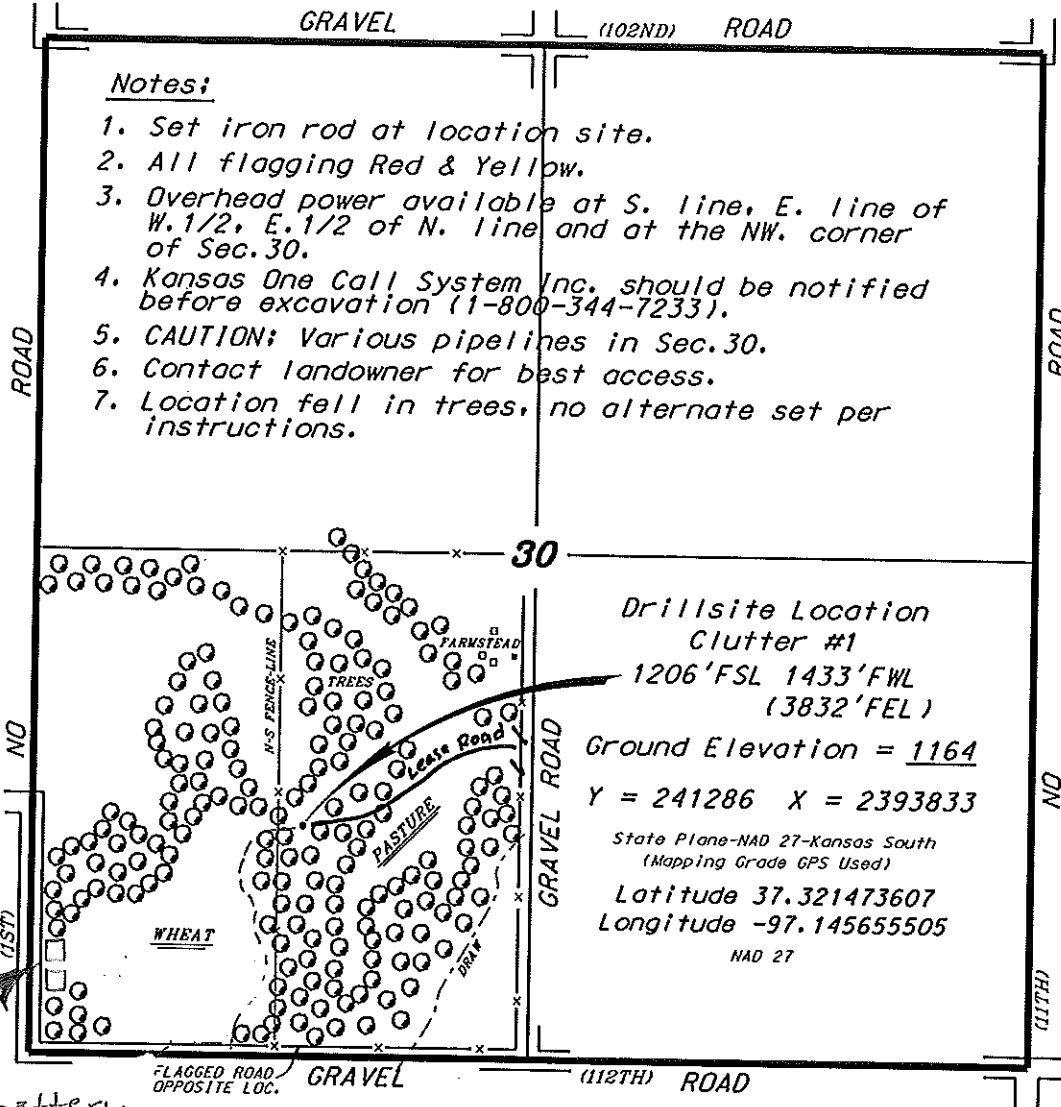 GRAVEL (102ND) ROAD
Notes:
1. Set iron rod at location site.
2. All flagging Red & Yellow.
3. Overhead power available at S. line, E. line of
W.1/2, E.1/2 of N. line and at the NW. corner
of Sec.30.
4. Kansas One Call System Inc. should be notified
before excavation (1-800-344-7233).
5. CAUTION: Various pipelines in Sec.30.
6. Contact landowner for best access.
7. Location fell in trees, no alternate set per
instructions.
ROAD
NO
(1ST)
ROAD
NO
(11TH)
30
Drillsite Location
Clutter #1
1206'FSL 1433'FWL
(3832'FEL)
Ground Elevation = 1164
Y = 241286 X = 2393833
State Plane-NAD 27-Kansas South
(Mapping Grade GPS Used)
Latitude 37.321473607
Longitude -97.145655505
NAD 27
N-S FENCE-LINE
TREES
FARMSTEAD
Lease Road
PASTURE
GRAVEL ROAD
WHEAT
DRAW
FLAGGED ROAD
OPPOSITE LOC.
GRAVEL (112TH) ROAD